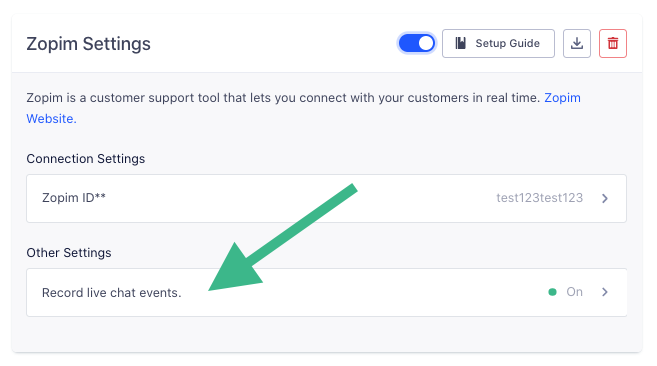 Zopim Settings
Setup Guide
Zopim is a customer support tool that lets you connect with your customers in real time. Zopim
Website.
Connection Settings
Zopim ID** test123test123
Other Settings
Record live chat events. On